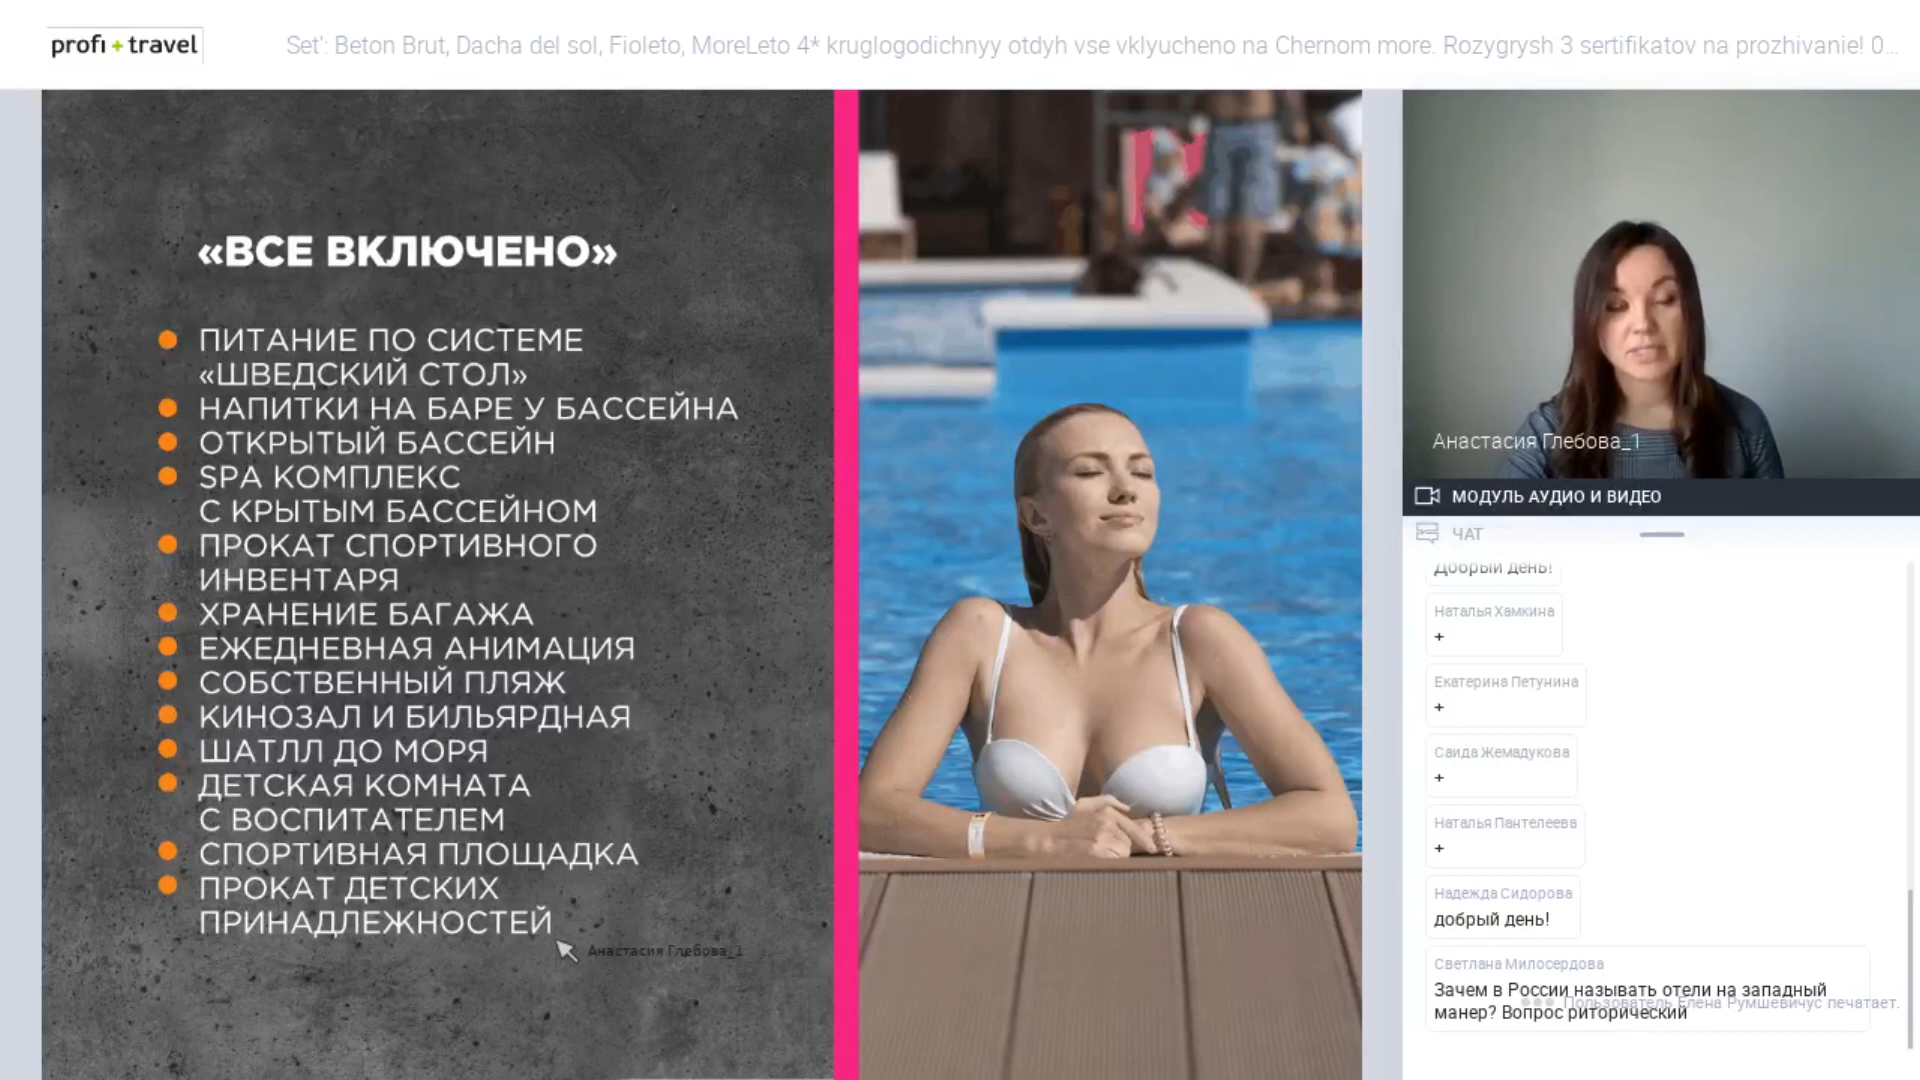 profi + travel
Set': Beton Brut, Dacha del sol, Fioleto, MoreLeto 4* kruglogodichnyy otdyh vse vklyucheno na Chernom more. Rozygrysh 3 sertifikatov na prozhivanie! 0...
«ВСЕ ВКЛЮЧЕНО»
ПИТАНИЕ ПО СИСТЕМЕ
«ШВЕДСКИЙ СТОЛ»
НАПИТКИ НА БАРЕ У БАССЕЙНА
ОТКРЫТЫЙ БАССЕЙН
SPA КОМПЛЕКС
С КРЫТЫМ БАССЕЙНОМ
ПРОКАТ СПОРТИВНОГО
ИНВЕНТАРЯ
ХРАНЕНИЕ БАГАЖА
ЕЖЕДНЕВНАЯ АНИМАЦИЯ
СОБСТВЕННЫЙ ПЛЯЖ
КИНОЗАЛ И БИЛЬЯРДНАЯ
ШАТЛЛ ДО МОРЯ
ДЕТСКАЯ КОМНАТА
С ВОСПИТАТЕЛЕМ
СПОРТИВНАЯ ПЛОЩАДКА
ПРОКАТ ДЕТСКИХ
ПРИНАДЛЕЖНОСТЕЙ
Анастасия Глебова_1
Анастасия Глебова_1
МОДУЛЬ АУДИО И ВИДЕО
ЧАТ
Добрый день!
Наталья Хамкина
+
Екатерина Петунина
+
Саида Жемадукова
+
Наталья Пантелеева
+
Надежда Сидорова
добрый день!
Светлана Милосердова
Зачем в России называть отели на западный
манер? Вопрос риторический
Пользователь Елена Румшевичус печатает.